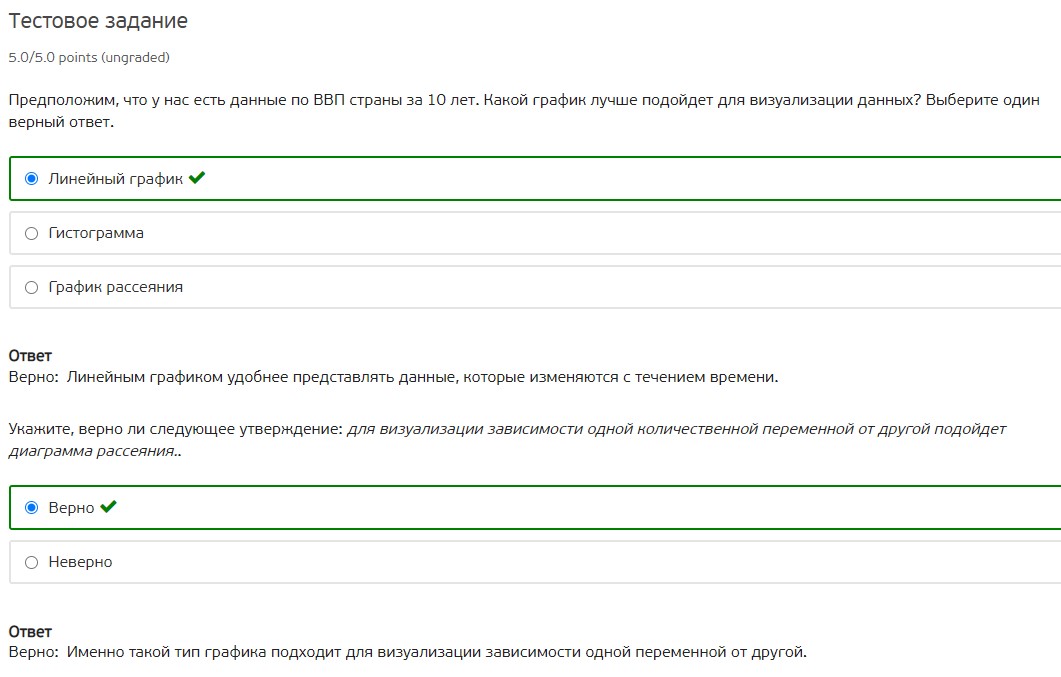 Тестовое задание
5.0/5.0 points (ungraded)
Предположим, что у нас есть данные по ВВП страны за 10 лет. Какой график лучше подойдет для визуализации данных? Выберите один
верный ответ.
Линейный график
Гистограмма
График рассеяния
Ответ
Верно: Линейным графиком удобнее представлять данные, которые изменяются с течением времени.
Укажите, верно ли следующее утверждение: для визуализации зависимости одной количественной переменной от другой подойдет
диаграмма рассеяния..
Верно
Неверно
Ответ
Верно: Именно такой тип графика подходит для визуализации зависимости одной переменной от другой.